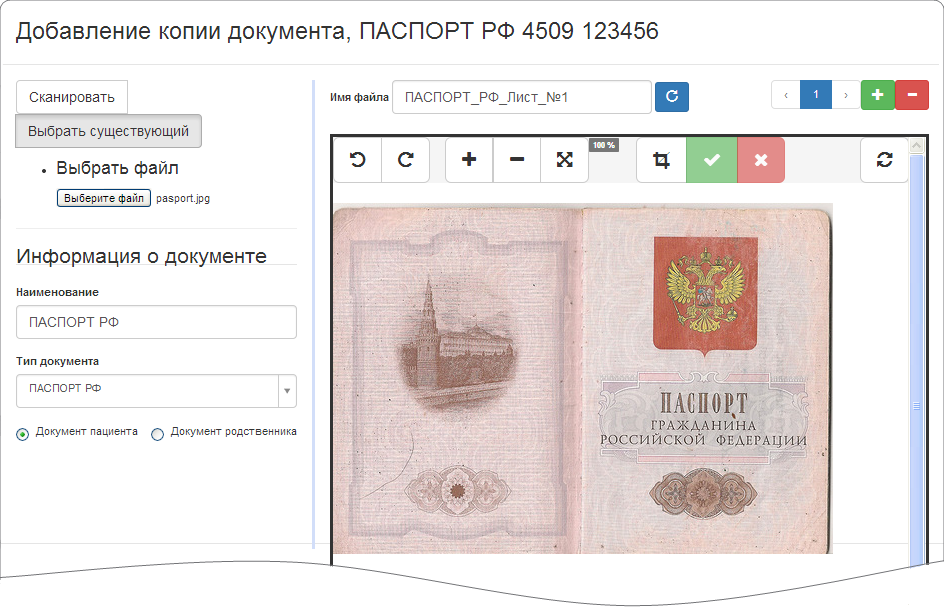 Добавление копии документа, ПАСПОРТ РФ 4509 123456
Сканировать
Выбрать существующий
Выбрать файл
Выберите файл pasport.jpg
Информация о документе
Наименование
ПАСПОРТ РФ
Тип документа
ПАСПОРТ РФ
Документ пациента Документ родственника
Имя файла ПАСПОРТ_РФ_Лист_№1
‹ 1 ›
100 %
ПАСПОРТ
ГРАЖДАНИНА
РОССИЙСКОЙ ФЕДЕРАЦИИ